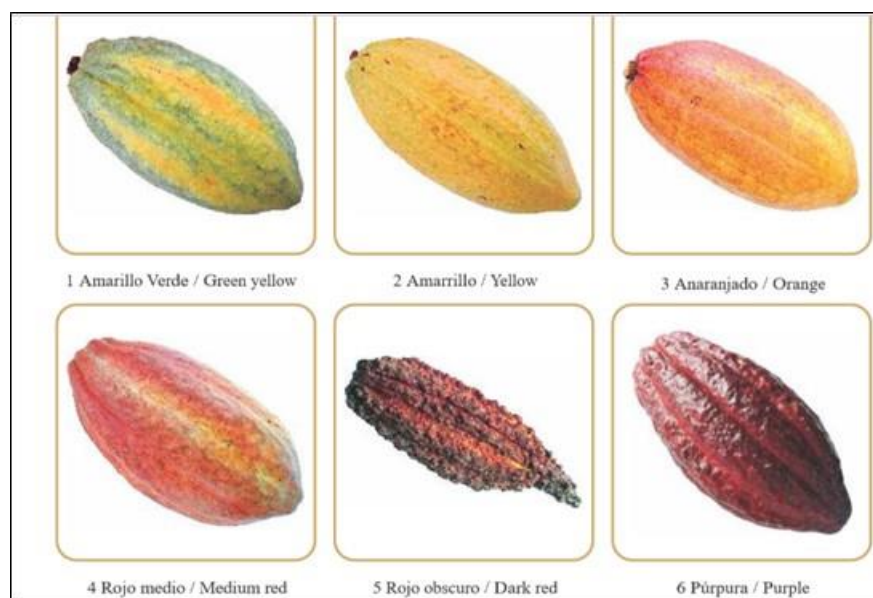 1 Amarillo Verde / Green yellow
2 Amarrillo / Yellow
3 Anaranjado / Orange
4 Rojo medio / Medium red
5 Rojo obscuro / Dark red
6 Púrpura / Purple